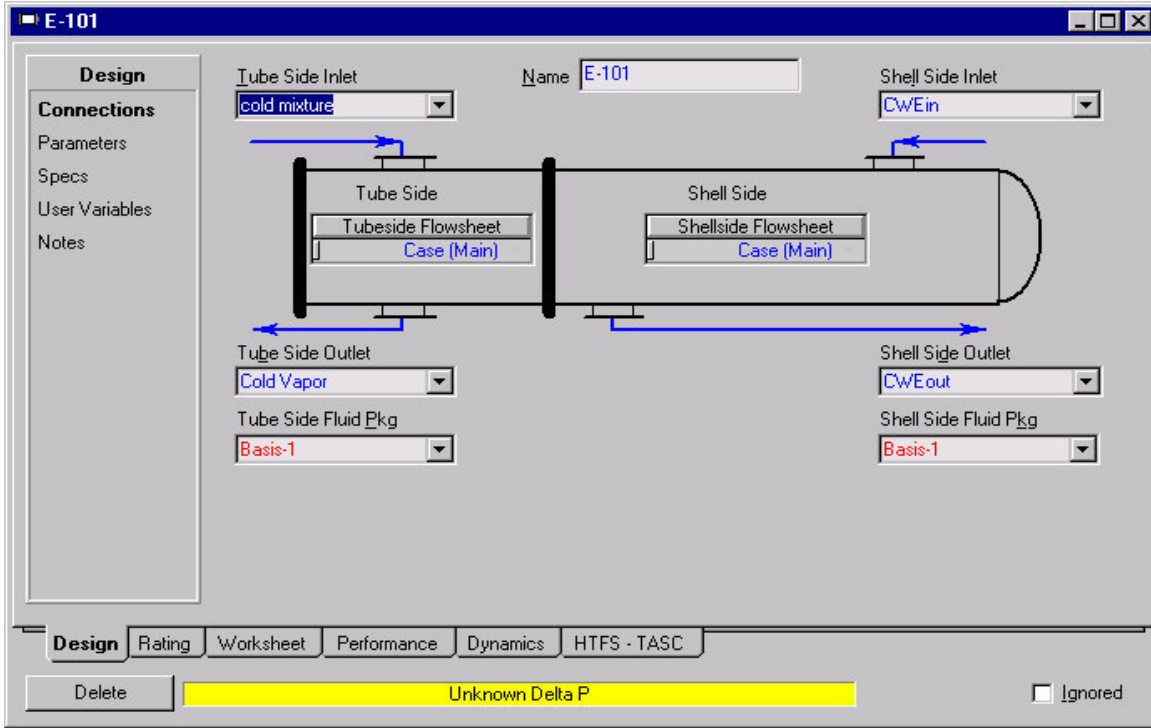 E-101
Design
Connections
Parameters
Specs
User Variables
Notes
Tube Side Inlet
cold mixture
Name E-101
Shell Side Inlet
CWEin
Tube Side
Tubeside Flowsheet
Case (Main)
Shell Side
Shellside Flowsheet
Case (Main)
Tube Side Outlet
Cold Vapor
Tube Side Fluid Pkg
Basis-1
Shell Side Outlet
CWEout
Shell Side Fluid Pkg
Basis-1
Design Rating Worksheet Performance Dynamics HTFS - TASC
Delete Unknown Delta P Ignored